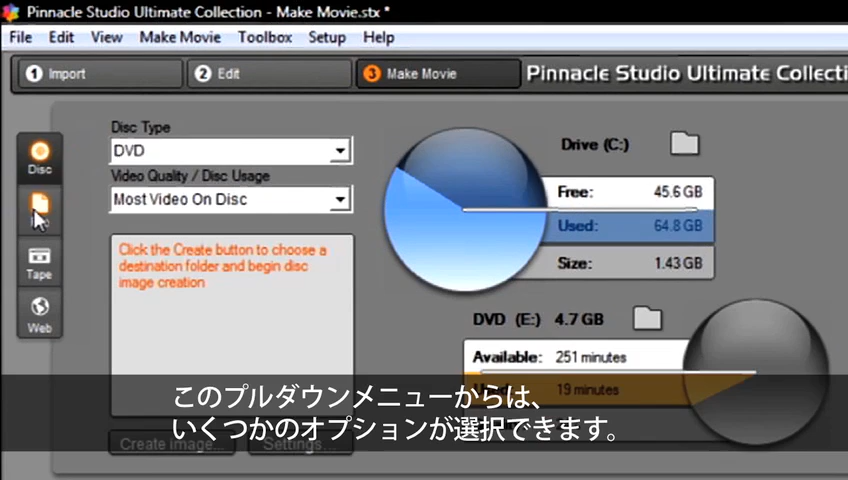 Pinnacle Studio Ultimate Collection - Make Movie.stx *
File Edit View Make Movie Toolbox Setup Help
1 Import 2 Edit 3 Make Movie Pinnacle Studio Ultimate Collecti
Disc Type
DVD
Video Quality / Disc Usage
Most Video On Disc
Disc
Tape
Web
Click the Create button to choose a
destination folder and begin disc
image creation
Drive (C:)
Free: 45.6 GB
Used: 64.8 GB
Size: 1.43 GB
DVD (E:) 4.7 GB
Available: 251 minutes
19 minutes
このプルダウンメニューからは、
いくつかのオプションが選択できます。
Create image... Settings...